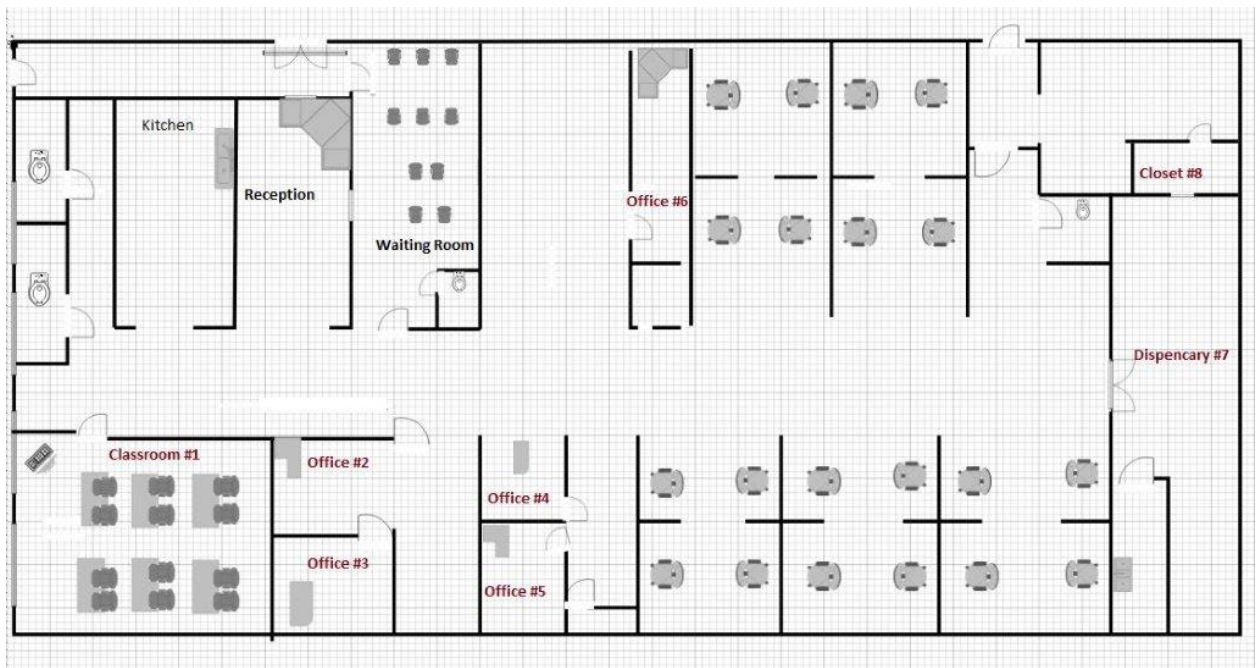 Kitchen
Reception
Waiting Room
Office #6
Closet #8
Dispencary #7
Classroom #1
Office #2
Office #3
Office #4
Office #5